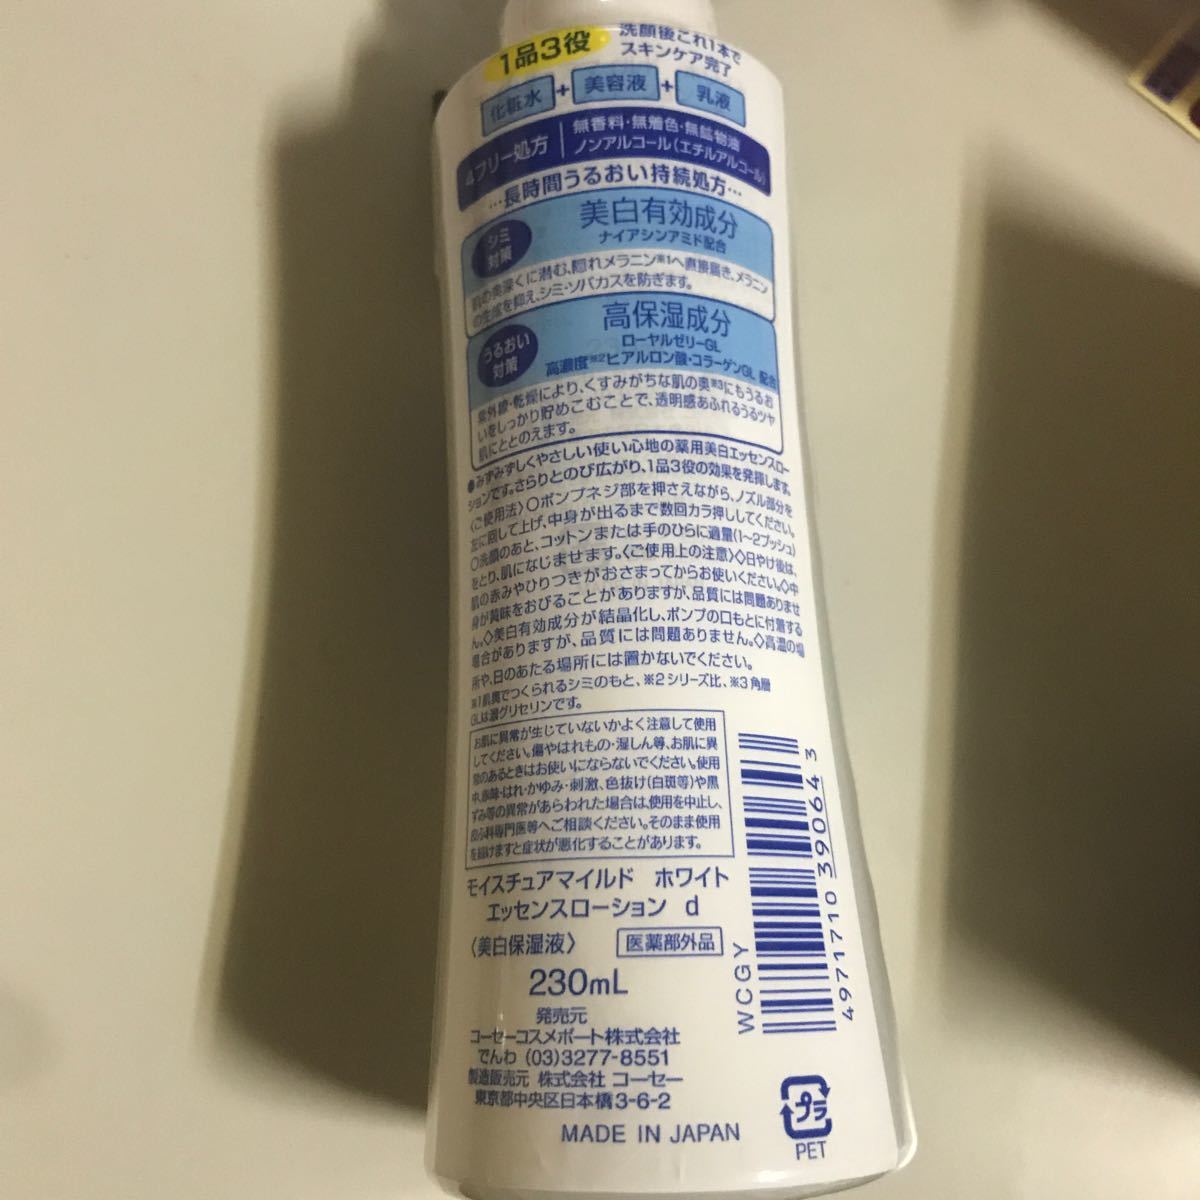 1品3役
洗顔後これ1本で
スキンケア完了
化粧水+美容液+乳液
4フリー処方
無香料・無着色・無鉱物油
ノンアルコール(エチルアルコール)
…長時間うるおい持続処方…
シミ
対策
美白有効成分
ナイアシンアミド配合
肌の奥深くに潜む、隠れメラニン※1へ直接届き、メラニン
の生成を抑え、シミ・ソバカスを防ぎます。
うるおい
対策
高保湿成分
ローヤルゼリーGL
高濃度※2ヒアルロン酸・コラーゲンGL 配合
紫外線・乾燥により、くすみがちな肌の奥※3にもうるお
いをしっかり貯めこむことで、透明感あふれるうるツヤ
肌にととのえます。
●みずみずしくやさしい使い心地の薬用美白エッセンスロー
ションです。さらりとのび広がり、1品3役の効果を発揮します。
〈ご使用法〉○ポンプネジ部を押さえながら、ノズル部分を
左に回して上げ、中身が出るまで数回カラ押ししてください。
○洗顔のあと、コットンまたは手のひらに適量(1~2プッシュ)
をとり、肌になじませます。〈ご使用上の注意〉◇日やけ後は、
肌の赤みやひりつきがおさまってからお使いください。◇中
身が黄味をおびることがありますが、品質には問題ありませ
ん。◇美白有効成分が結晶化し、ポンプの口もとに付着する
場合がありますが、品質には問題ありません。◇高温の場
所や、日のあたる場所には置かないでください。
※1肌奥でつくられるシミのもと、※2シリーズ比、※3角層
GLは濃グリセリンです。
お肌に異常が生じていないかよく注意して使用
してください。傷やはれもの・湿しん等、お肌に異
常のあるときはお使いにならないでください。使用
中、赤味・はれ・かゆみ・刺激、色抜け(白斑等)や黒
ずみ等の異常があらわれた場合は、使用を中止し、
皮ふ科専門医等へご相談ください。そのまま使用
を続けますと症状が悪化することがあります。
モイスチュアマイルド ホワイト
エッセンスローション d
〈美白保湿液〉 医薬部外品
230mL
発売元
コーセーコスメポート株式会社
でんわ (03)3277-8551
製造販売元 株式会社 コーセー
東京都中央区日本橋3-6-2
MADE IN JAPAN
WCGY
4971710 390643
プラ
PET